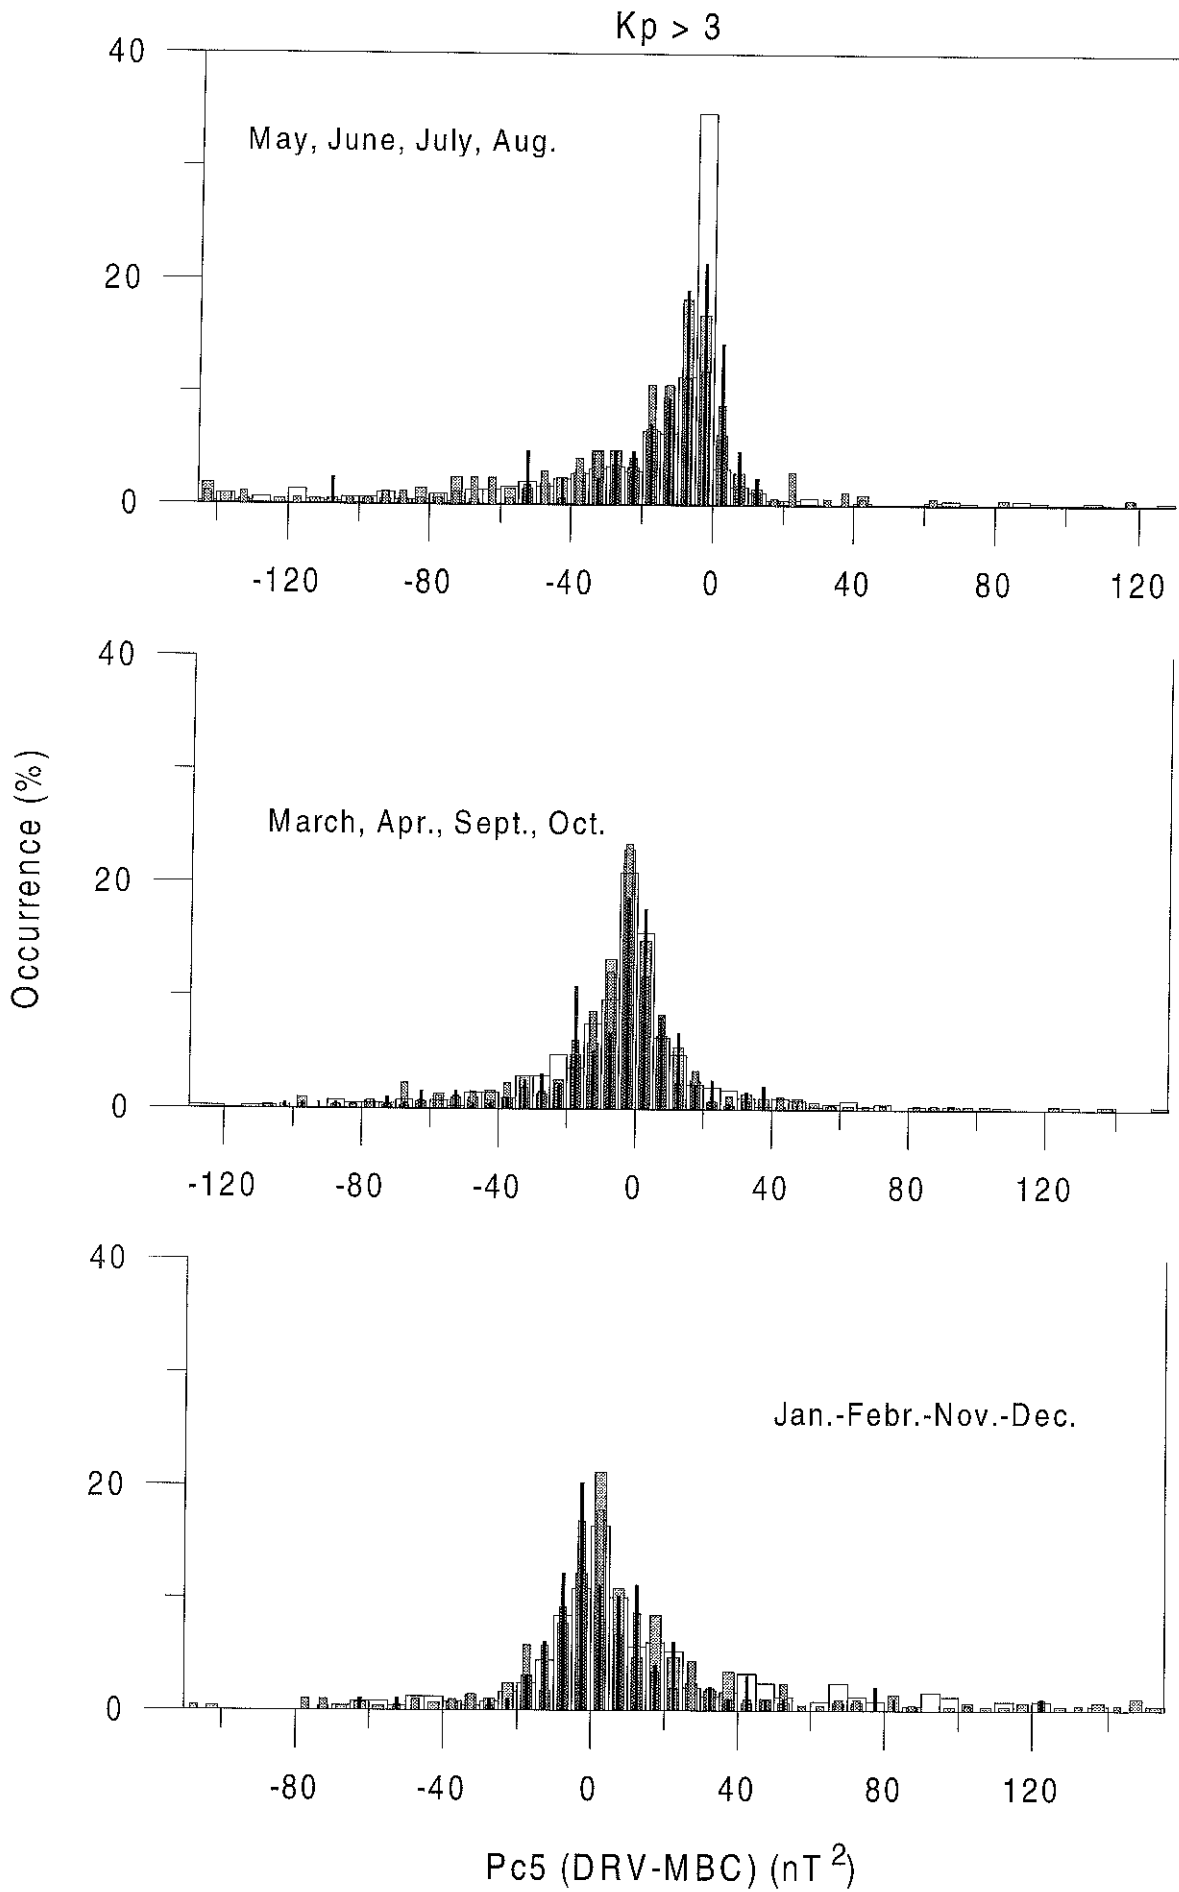 Kp > 3
40
May, June, July, Aug.
20
0
-120 -80 -40 0 40 80 120
40
Occurrence (%)
March, Apr., Sept., Oct.
20
0
-120 -80 -40 0 40 80 120
40
Jan.-Febr.-Nov.-Dec.
20
0
-80 -40 0 40 80 120
Pc5 (DRV-MBC) (nT²)